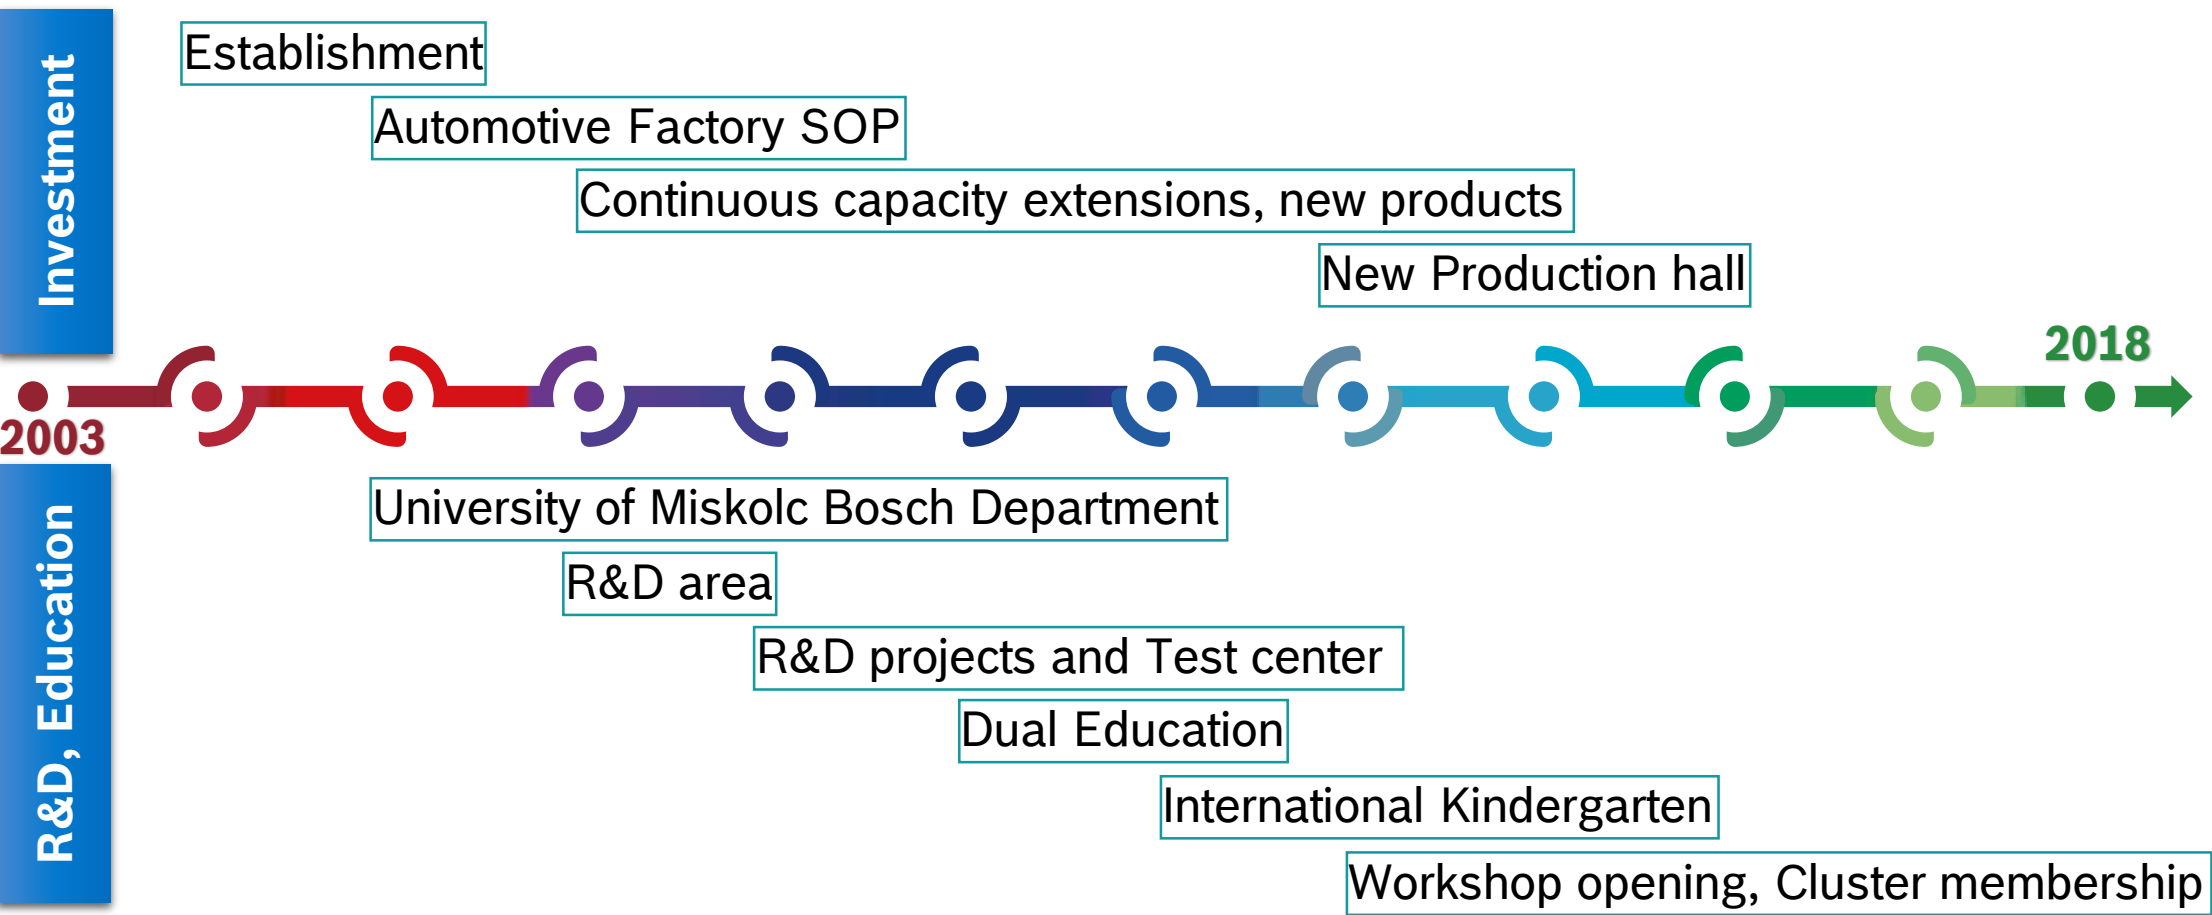 Investment
Establishment
Automotive Factory SOP
Continuous capacity extensions, new products
New Production hall
2018
2003
R&D, Education
University of Miskolc Bosch Department
R&D area
R&D projects and Test center
Dual Education
International Kindergarten
Workshop opening, Cluster membership